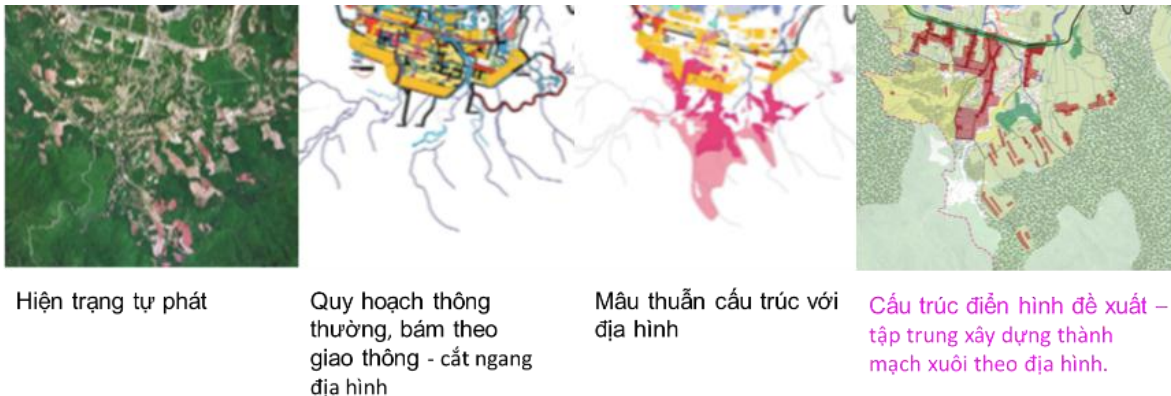 Hiện trạng tự phát
Quy hoạch thông
thường, bám theo
giao thông - cắt ngang
địa hình
Mâu thuẫn cấu trúc với
địa hình
Cấu trúc điển hình đề xuất –
tập trung xây dựng thành
mạch xuôi theo địa hình.